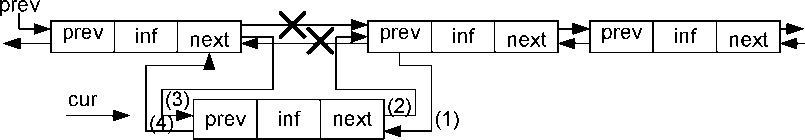 prev
prev inf next prev inf next prev inf next
cur (3) (2) (1)
(4) prev inf next